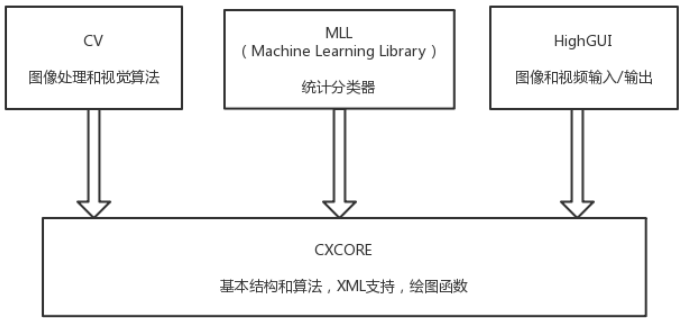 CV
图像处理和视觉算法
MLL
（Machine Learning Library）
统计分类器
HighGUI
图像和视频输入/输出
CXCORE
基本结构和算法，XML支持，绘图函数